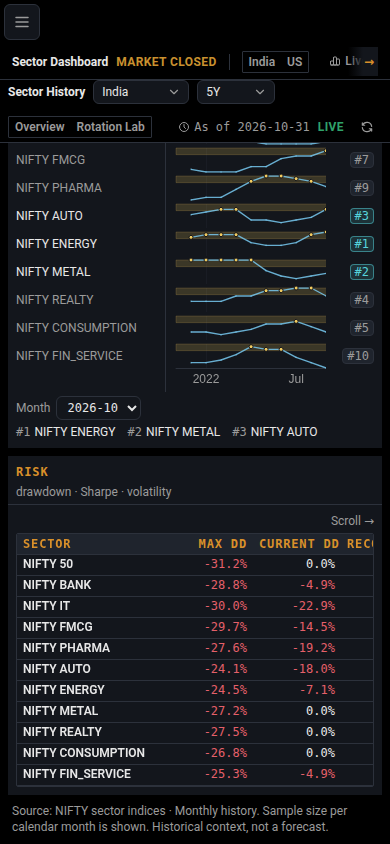 Sector Dashboard MARKET CLOSED India US
Sector History India 5Y
Overview Rotation Lab As of 2026-10-31 LIVE
NIFTY FMCG #7
NIFTY PHARMA #9
NIFTY AUTO #3
NIFTY ENERGY #1
NIFTY METAL #2
NIFTY REALTY #4
NIFTY CONSUMPTION #5
NIFTY FIN_SERVICE #10
2022 Jul
Month 2026-10
#1 NIFTY ENERGY #2 NIFTY METAL #3 NIFTY AUTO
RISK
drawdown · Sharpe · volatility
Scroll →
SECTOR MAX DD CURRENT DD
NIFTY 50 -31.2% 0.0%
NIFTY BANK -28.8% -4.9%
NIFTY IT -30.0% -22.9%
NIFTY FMCG -29.7% -14.5%
NIFTY PHARMA -27.6% -19.2%
NIFTY AUTO -24.1% -18.0%
NIFTY ENERGY -24.5% -7.1%
NIFTY METAL -27.2% 0.0%
NIFTY REALTY -27.5% 0.0%
NIFTY CONSUMPTION -26.8% 0.0%
NIFTY FIN_SERVICE -25.3% -4.9%
Source: NIFTY sector indices · Monthly history. Sample size per
calendar month is shown. Historical context, not a forecast.